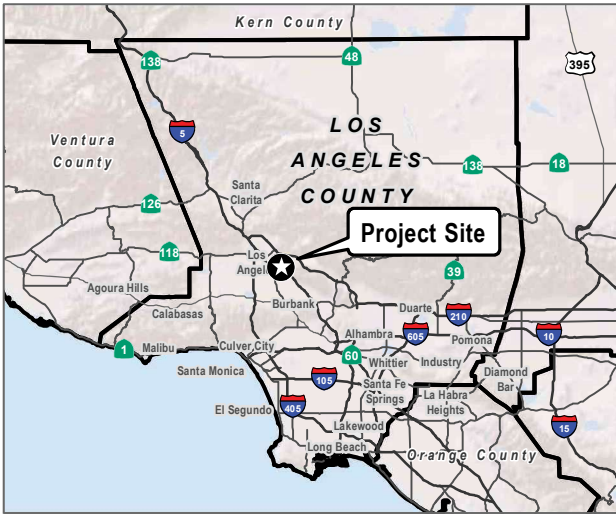 Kern County
138
48
395
5
LOS
ANGELES
COUNTY
Ventura
County
138
18
Santa
Clarita
126
Project Site
118
Los
Angel
39
Agoura Hills
Burbank
Duarte
210
Calabasas
605
Pomona
10
Alhambra
1
Malibu
Culver City
60
Whittier
Industry
Santa Monica
105
Diamond
Bar
Santa Fe
Springs
La Habra
Heights
El Segundo
405
15
Lakewood
Long Beach
Orange County